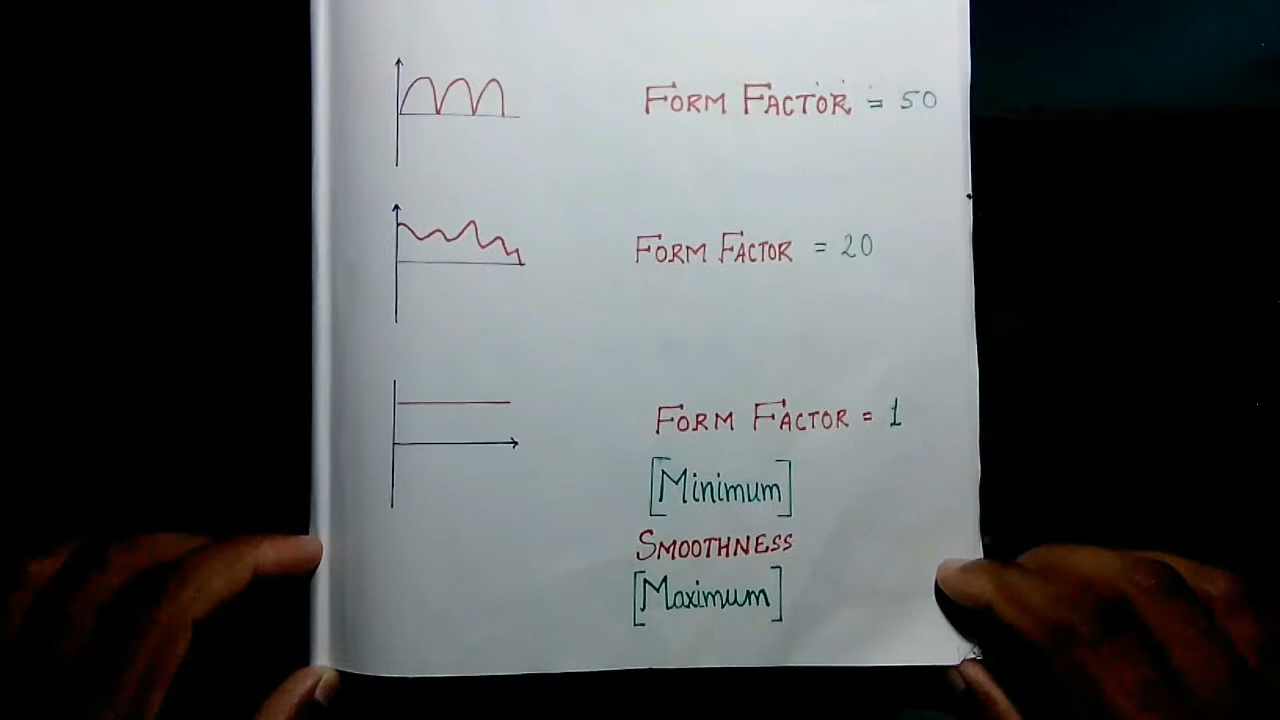 FORM FACTOR = 50
FORM FACTOR = 20
FORM FACTOR = 1
[Minimum]
SMOOTHNESS
[Maximum]